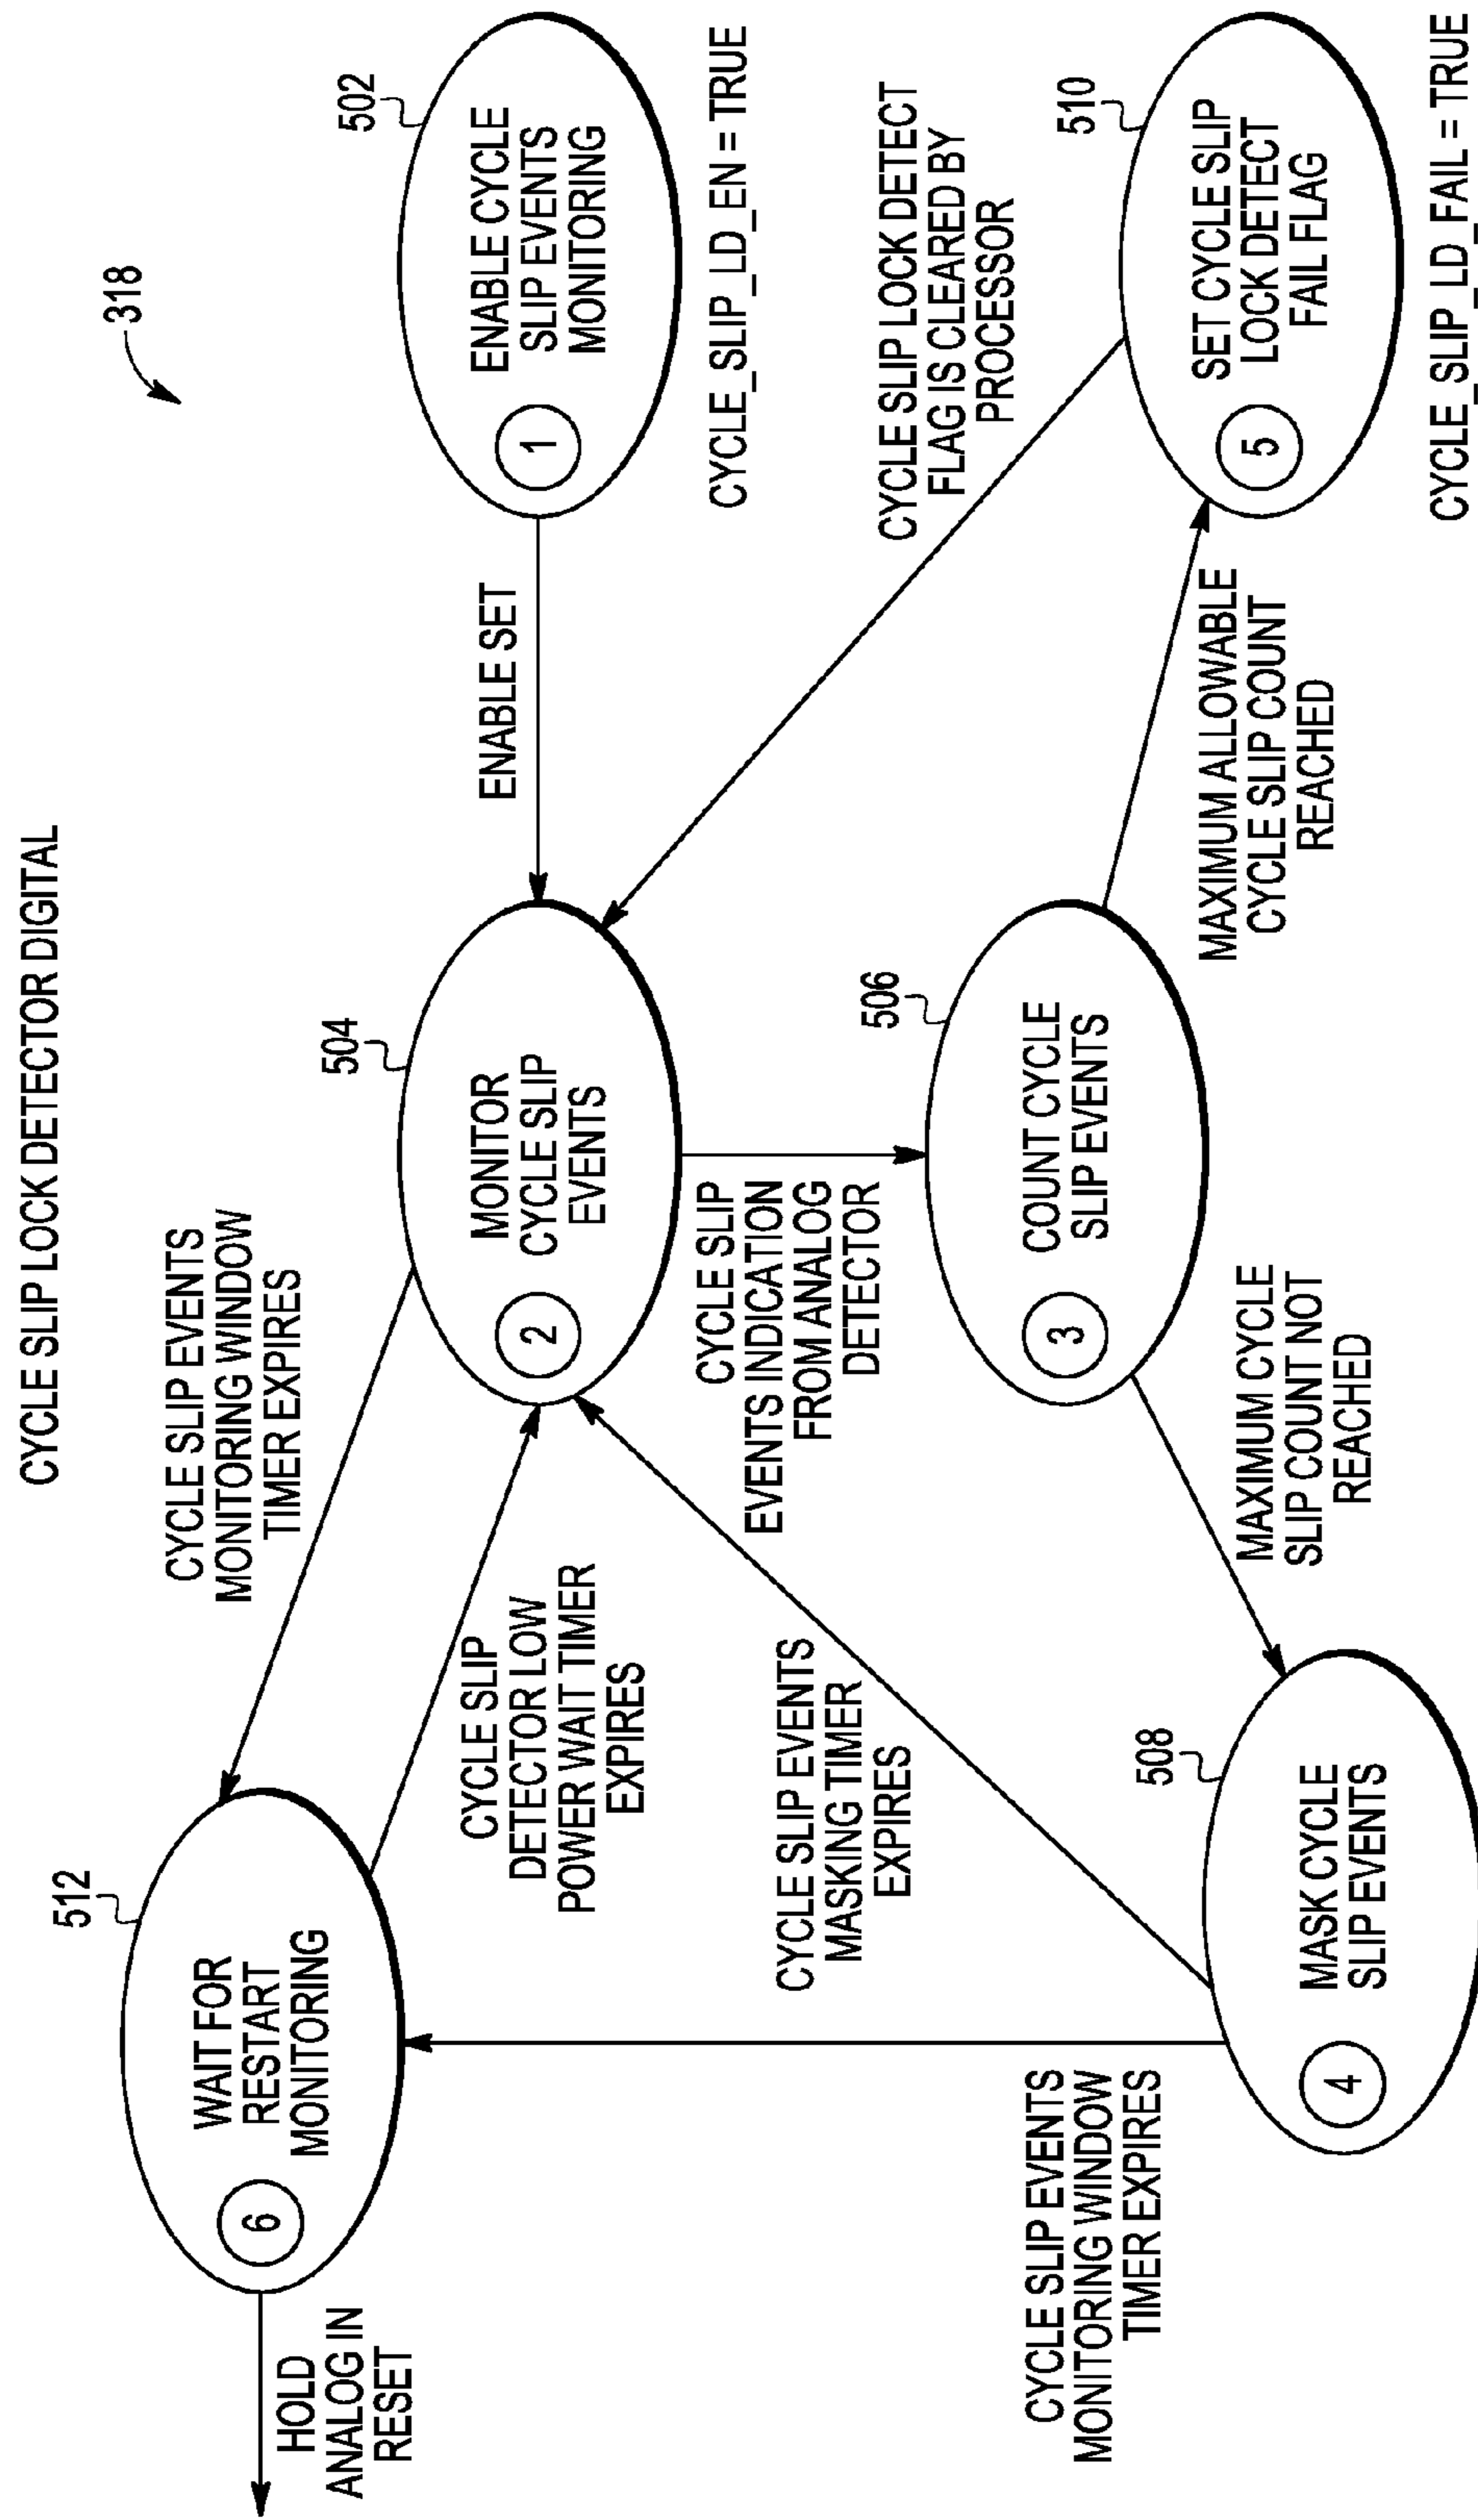 CYCLE SLIP LOCK DETECTOR DIGITAL
318
512
WAIT FOR
RESTART
MONITORING
6
HOLD
ANALOG IN
RESET
CYCLE SLIP EVENTS
MONITORING WINDOW
TIMER EXPIRES
504
MONITOR
CYCLE SLIP
EVENTS
2
ENABLE SET
502
ENABLE CYCLE
SLIP EVENTS
MONITORING
1
CYCLE_SLIP_LD_EN = TRUE
CYCLE SLIP
DETECTOR LOW
POWER WAIT TIMER
EXPIRES
CYCLE SLIP
EVENTS INDICATION
FROM ANALOG
DETECTOR
CYCLE SLIP LOCK DETECT
FLAG IS CLEARED BY
PROCESSOR
CYCLE SLIP EVENTS
MASKING TIMER
EXPIRES
506
COUNT CYCLE
SLIP EVENTS
3
CYCLE SLIP EVENTS
MONITORING WINDOW
TIMER EXPIRES
508
MASK CYCLE
SLIP EVENTS
4
MAXIMUM CYCLE
SLIP COUNT NOT
REACHED
MAXIMUM ALLOWABLE
CYCLE SLIP COUNT
REACHED
510
SET CYCLE SLIP
LOCK DETECT
FAIL FLAG
5
CYCLE_SLIP_LD_FAIL = TRUE